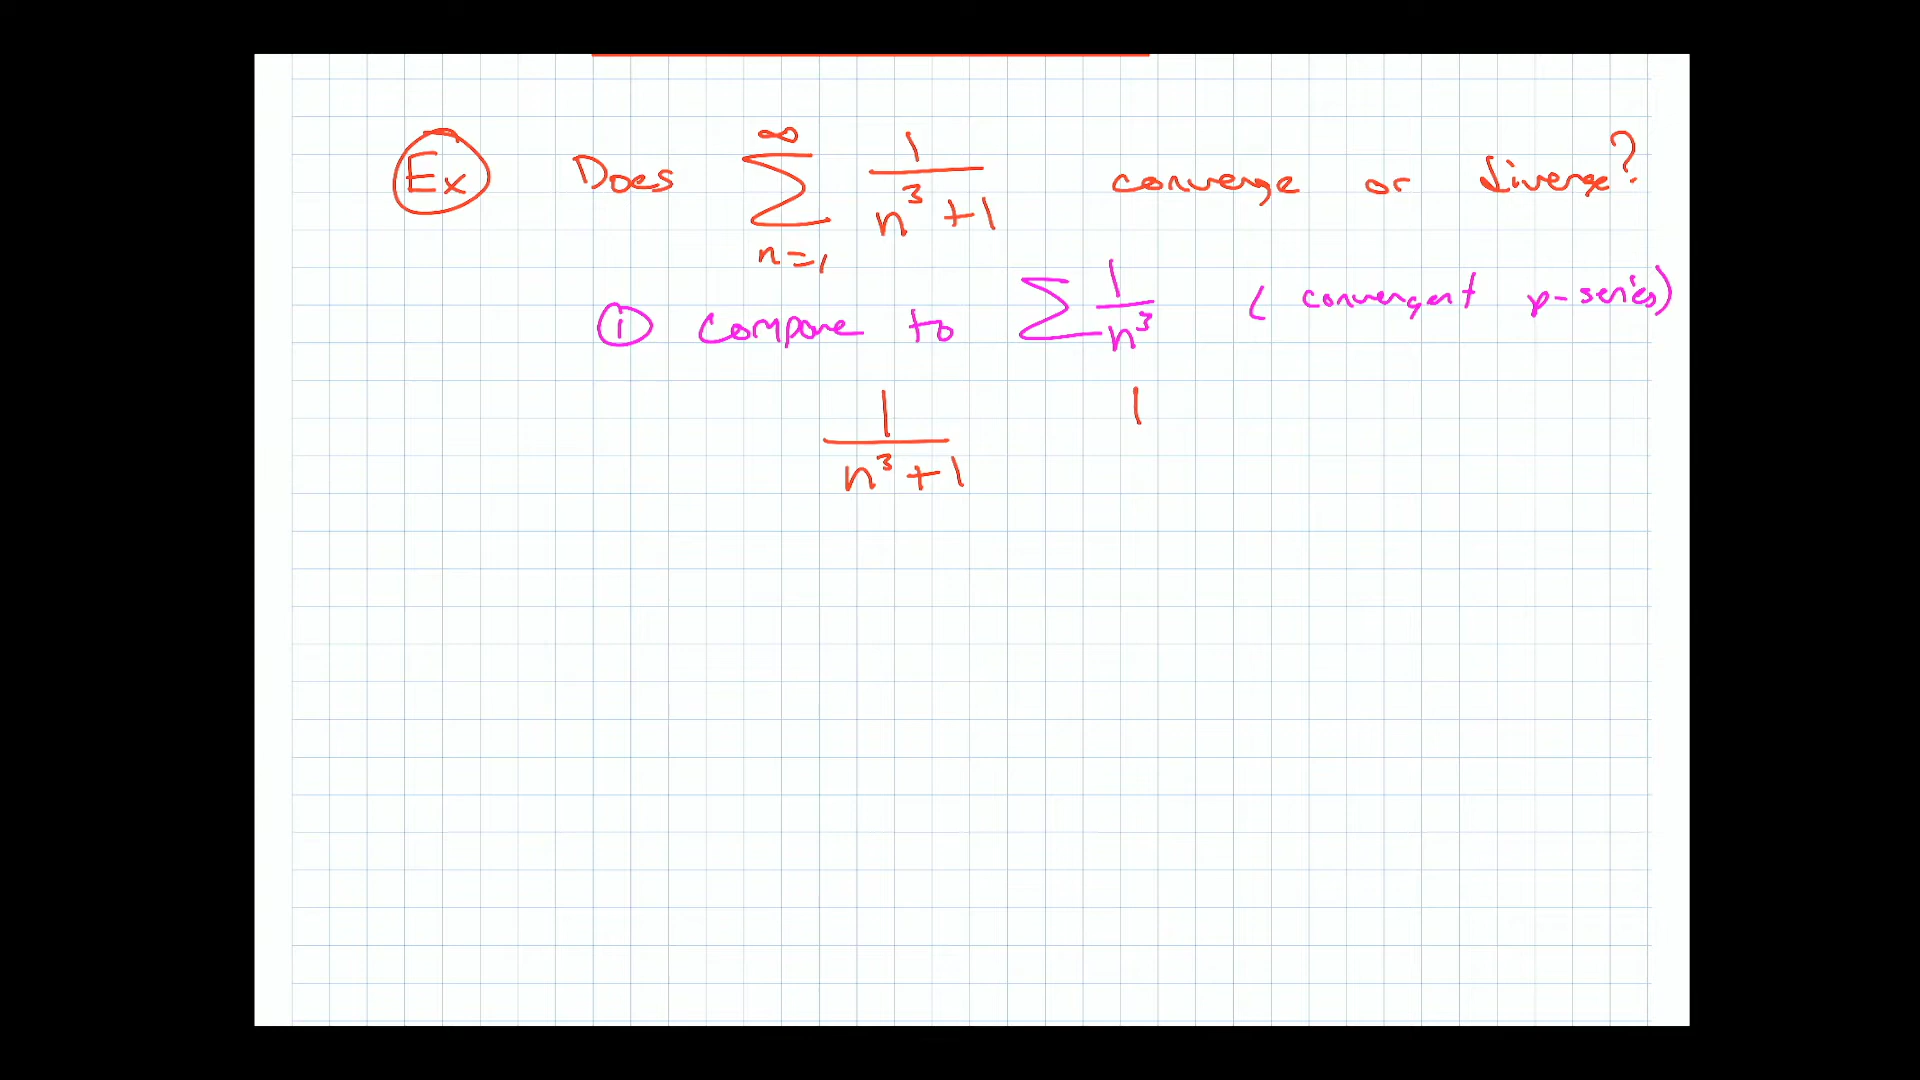 Ex Does ∞∑n=1 1/(n³+1) converge or diverge?
① Compare to ∑ 1/n³ (convergent p-series)
1/(n³+1) 1